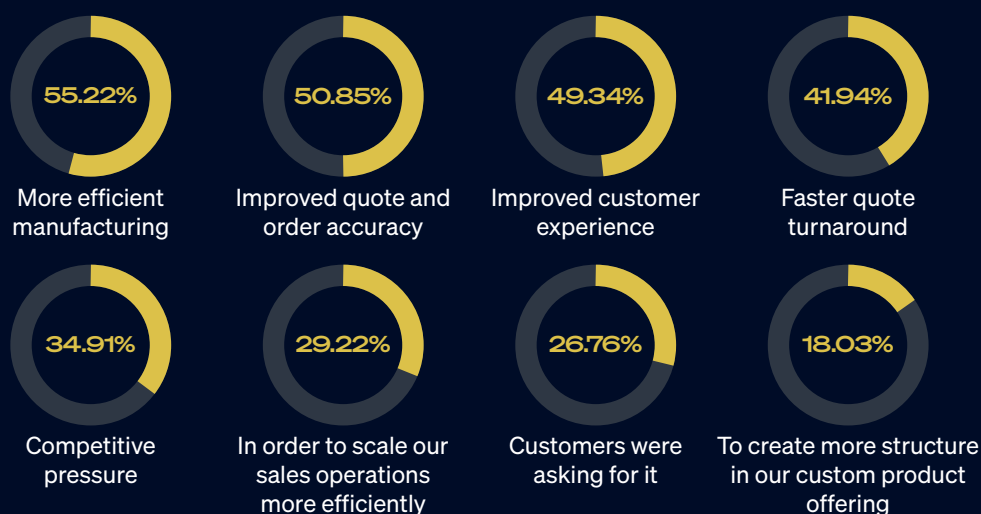 55.22%
50.85%
49.34%
41.94%
More efficient
manufacturing
Improved quote and
order accuracy
Improved customer
experience
Faster quote
turnaround
34.91%
29.22%
26.76%
18.03%
Competitive
pressure
In order to scale our
sales operations
more efficiently
Customers were
asking for it
To create more structure
in our custom product
offering